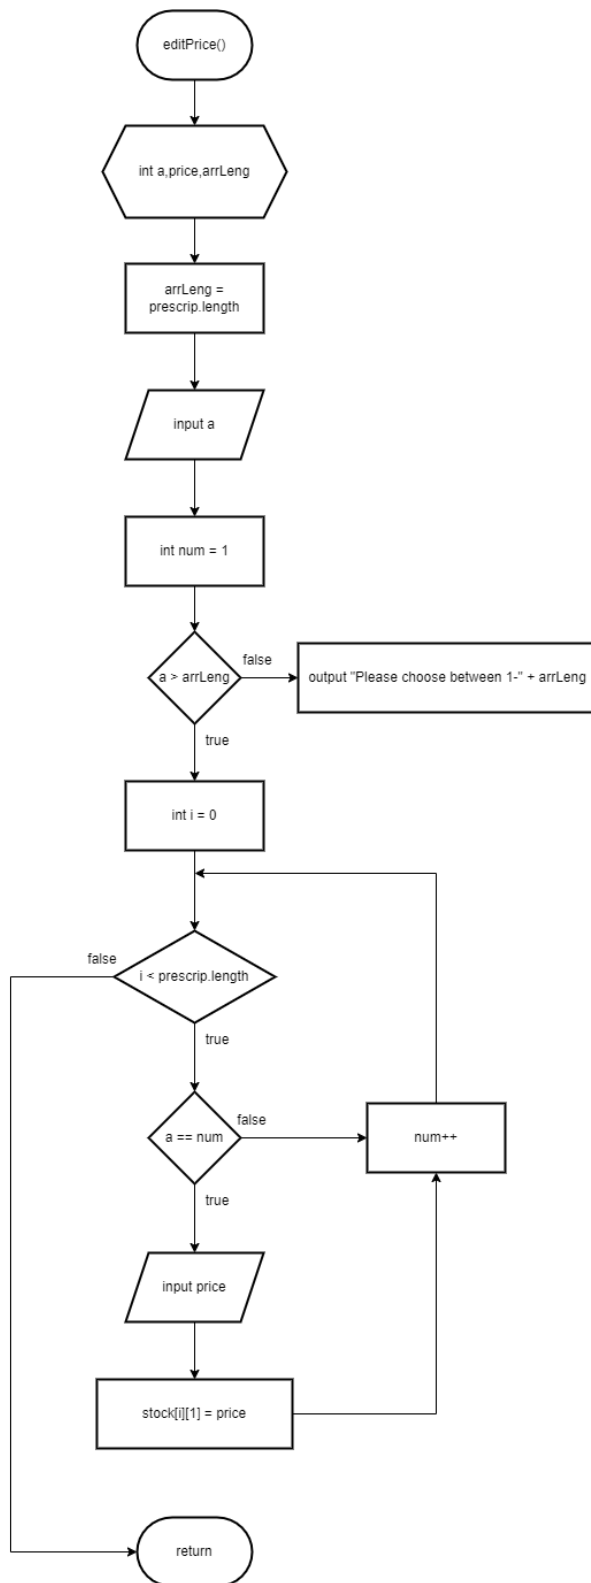 editPrice()
int a,price,arrLeng
arrLeng =
prescrip.length
input a
int num = 1
a > arrLeng
false
output "Please choose between 1-" + arrLeng
true
int i = 0
false
i < prescrip.length
true
a == num
false
num++
true
input price
stock[i][1] = price
return